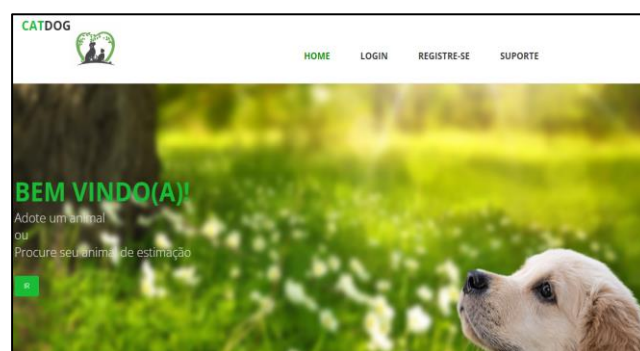 CATDOG
HOME LOGIN REGISTRE-SE SUPORTE
BEM VINDO(A)!
Adote um animal
ou
Procure seu animal de estimação